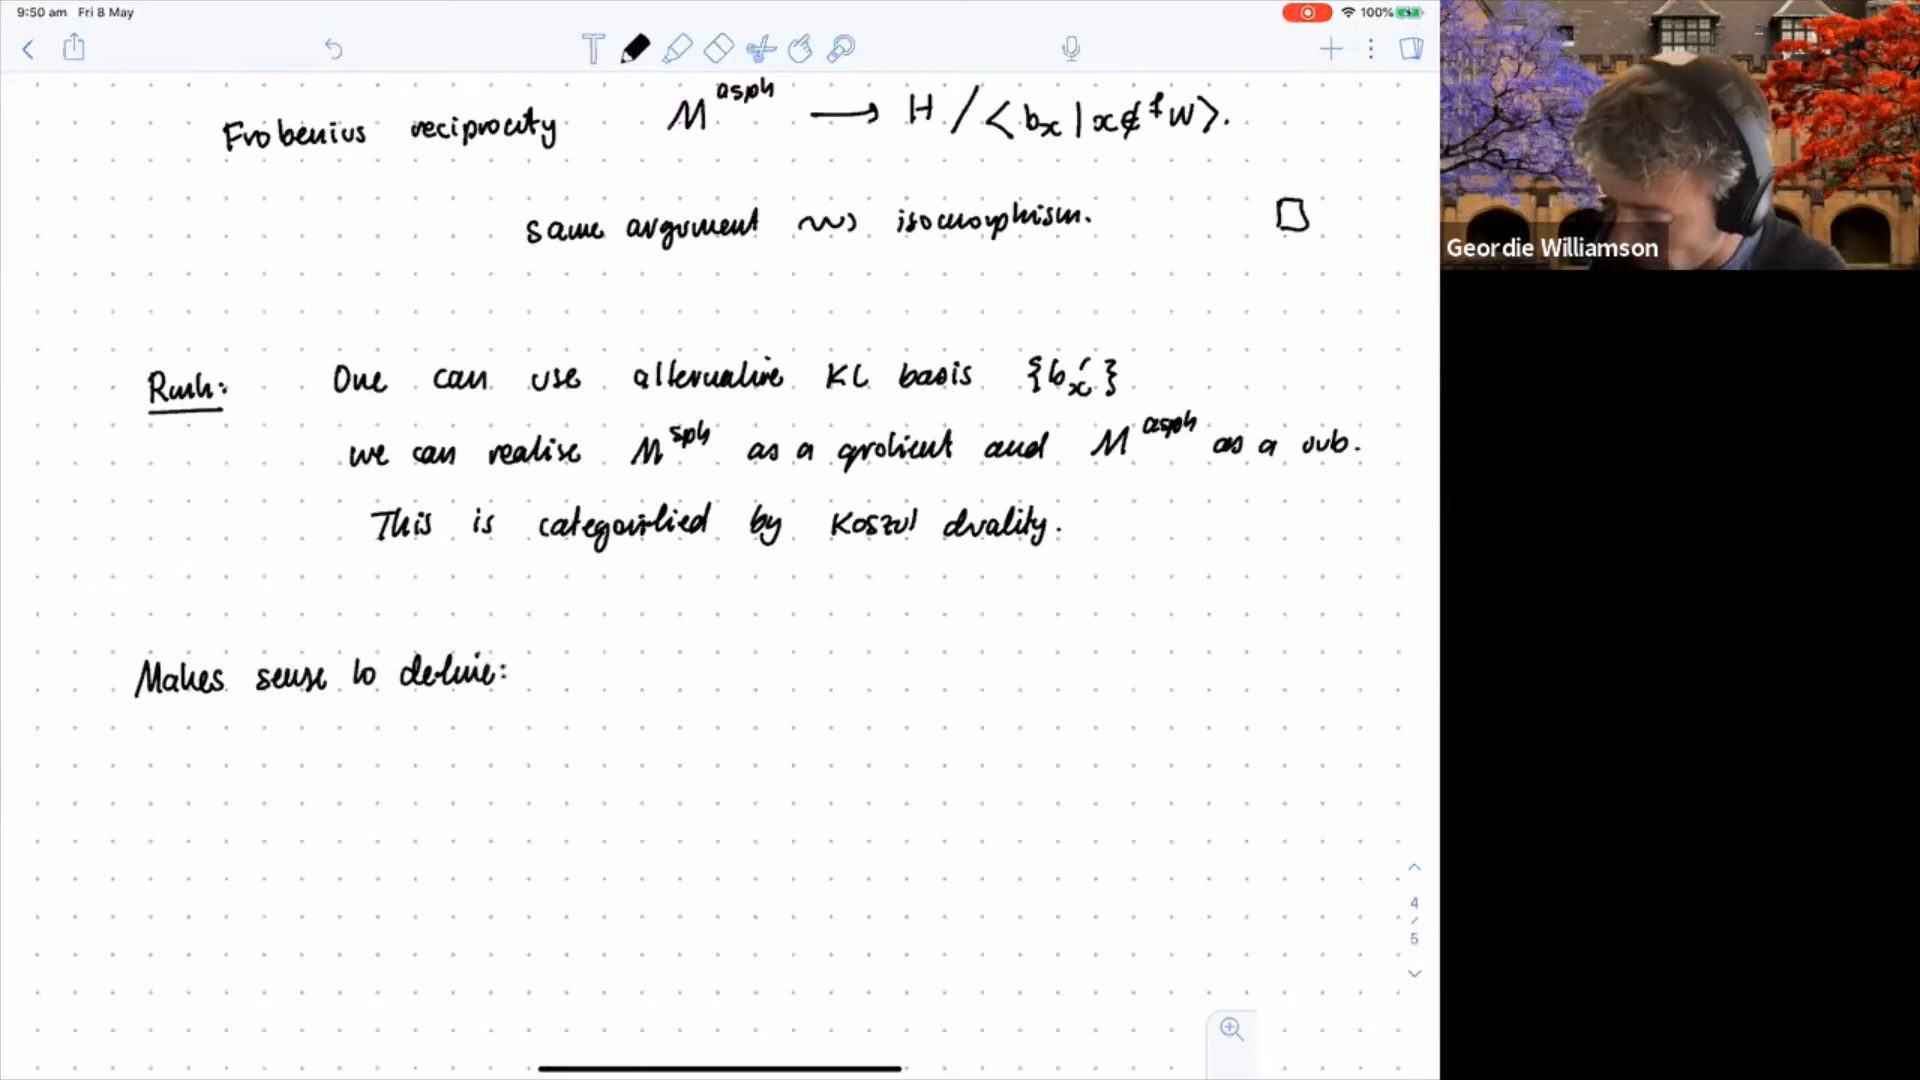 9:50 am Fri 8 May
100%
Frobenius reciprocity M^asph → H / <b_x | x ∉ ^f W>.
same argument ⇝ isomorphism. □
Geordie Williamson
Rmk: One can use alternative KL basis {b_x'}
we can realise M^sph as a quotient and M^asph as a sub.
This is categorified by Koszul duality.
Makes sense to define:
4
/
5